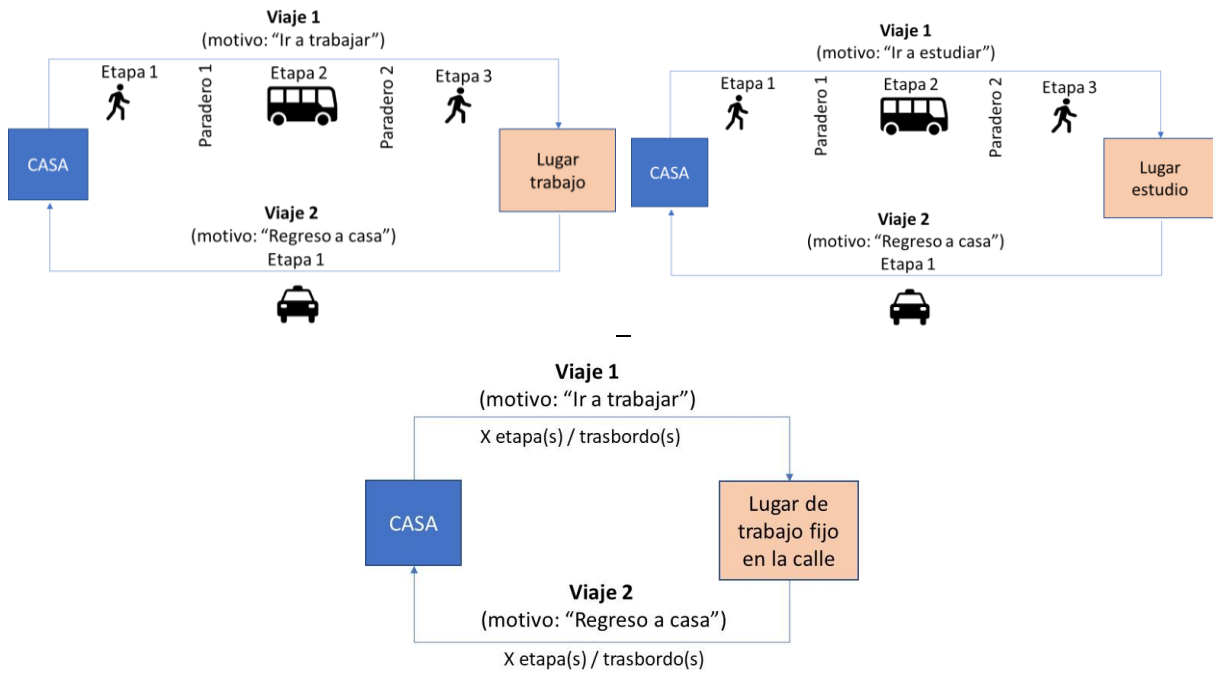 Viaje 1
(motivo: “Ir a trabajar”)
Etapa 1
Paradero 1
Etapa 2
Paradero 2
Etapa 3
CASA
Lugar
trabajo
Viaje 2
(motivo: “Regreso a casa”)
Etapa 1
Viaje 1
(motivo: “Ir a estudiar”)
Etapa 1
Paradero 1
Etapa 2
Paradero 2
Etapa 3
CASA
Lugar
estudio
Viaje 2
(motivo: “Regreso a casa”)
Etapa 1
Viaje 1
(motivo: “Ir a trabajar”)
X etapa(s) / trasbordo(s)
CASA
Lugar de
trabajo fijo
en la calle
Viaje 2
(motivo: “Regreso a casa”)
X etapa(s) / trasbordo(s)